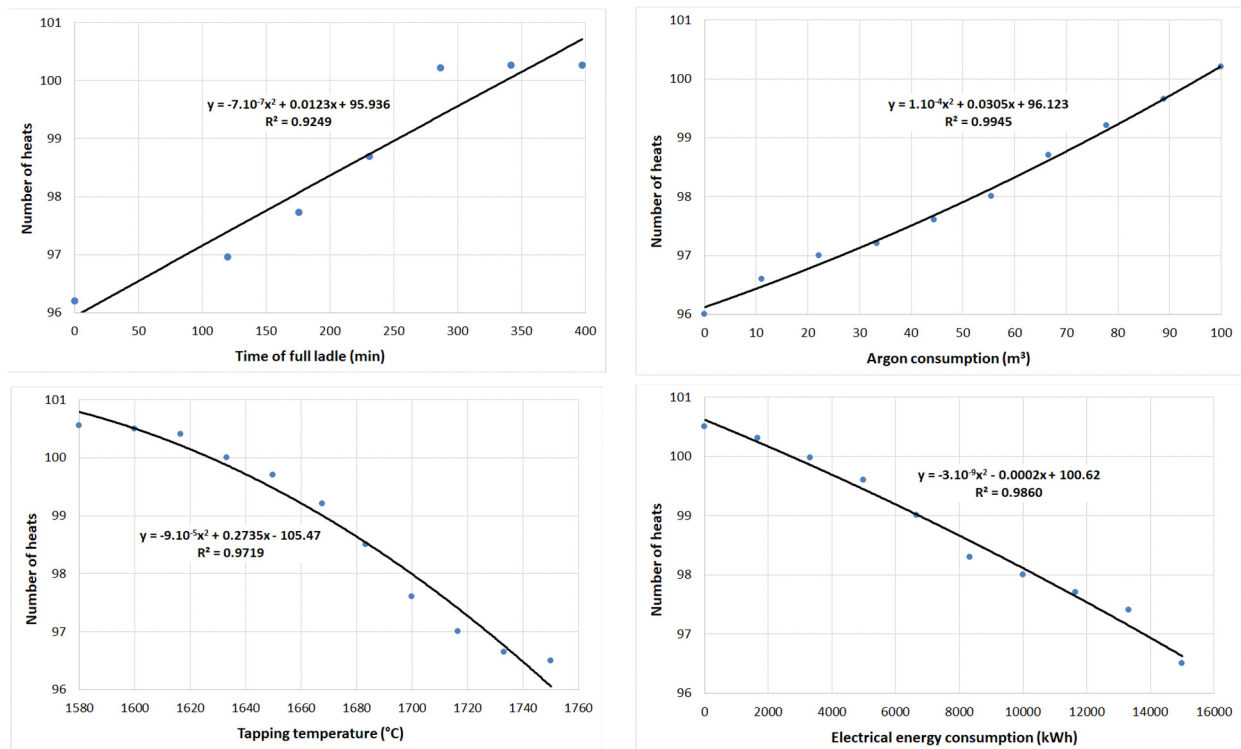 101
100
99
98
97
96
Number of heats
y = -7.10⁻⁷x² + 0.0123x + 95.936
R² = 0.9249
0 50 100 150 200 250 300 350 400
Time of full ladle (min)
101
100
99
98
97
96
Number of heats
y = 1.10⁻⁴x² + 0.0305x + 96.123
R² = 0.9945
0 10 20 30 40 50 60 70 80 90 100
Argon consumption (m³)
101
100
99
98
97
96
Number of heats
y = -9.10⁻⁵x² + 0.2735x - 105.47
R² = 0.9719
1580 1600 1620 1640 1660 1680 1700 1720 1740 1760
Tapping temperature (°C)
101
100
99
98
97
96
Number of heats
y = -3.10⁻⁹x² - 0.0002x + 100.62
R² = 0.9860
0 2000 4000 6000 8000 10000 12000 14000 16000
Electrical energy consumption (kWh)